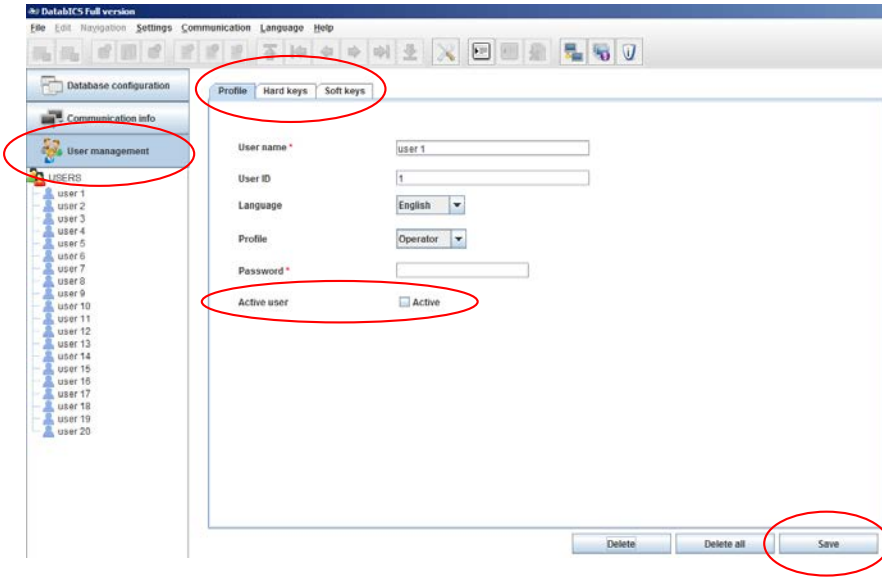 DatabICS Full version
File Edit Navigation Settings Communication Language Help
Database configuration
Communication info
User management
USERS
user 1
user 2
user 3
user 4
user 5
user 6
user 7
user 8
user 9
user 10
user 11
user 12
user 13
user 14
user 15
user 16
user 17
user 18
user 19
user 20
Profile Hard keys Soft keys
User name * user 1
User ID 1
Language English
Profile Operator
Password *
Active user Active
Delete Delete all Save